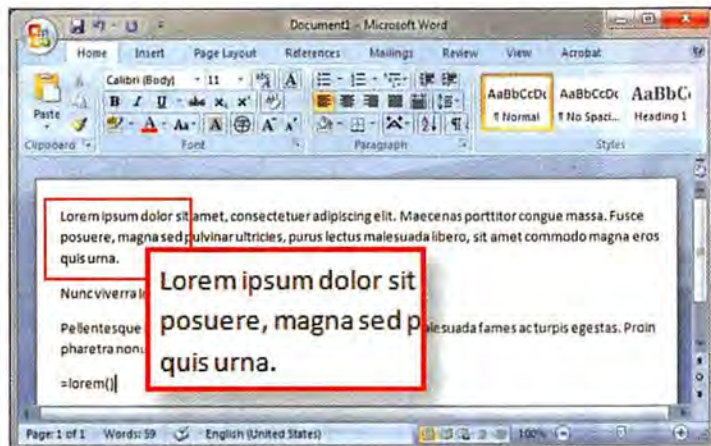 Document1 - Microsoft Word
Home Insert Page Layout References Mailings Review View Acrobat
Calibri (Body) 11
AaBbCcDc AaBbCcDc AaBbC
Paste
B I U abc x₂ x²
¶ Normal ¶ No Spaci... Heading 1
Clipboard Font Paragraph Styles
Lorem ipsum dolor sit amet, consectetuer adipiscing elit. Maecenas porttitor congue massa. Fusce
posuere, magna sed pulvinar ultricies, purus lectus malesuada libero, sit amet commodo magna eros
quis urna.
Nunc viverra
Lorem ipsum dolor sit
Pellentesque
posuere, magna sed p
fames ac turpis egestas. Proin
pharetra
quis urna.
=lorem()
Page: 1 of 1 Words: 59 English (United States) 100%